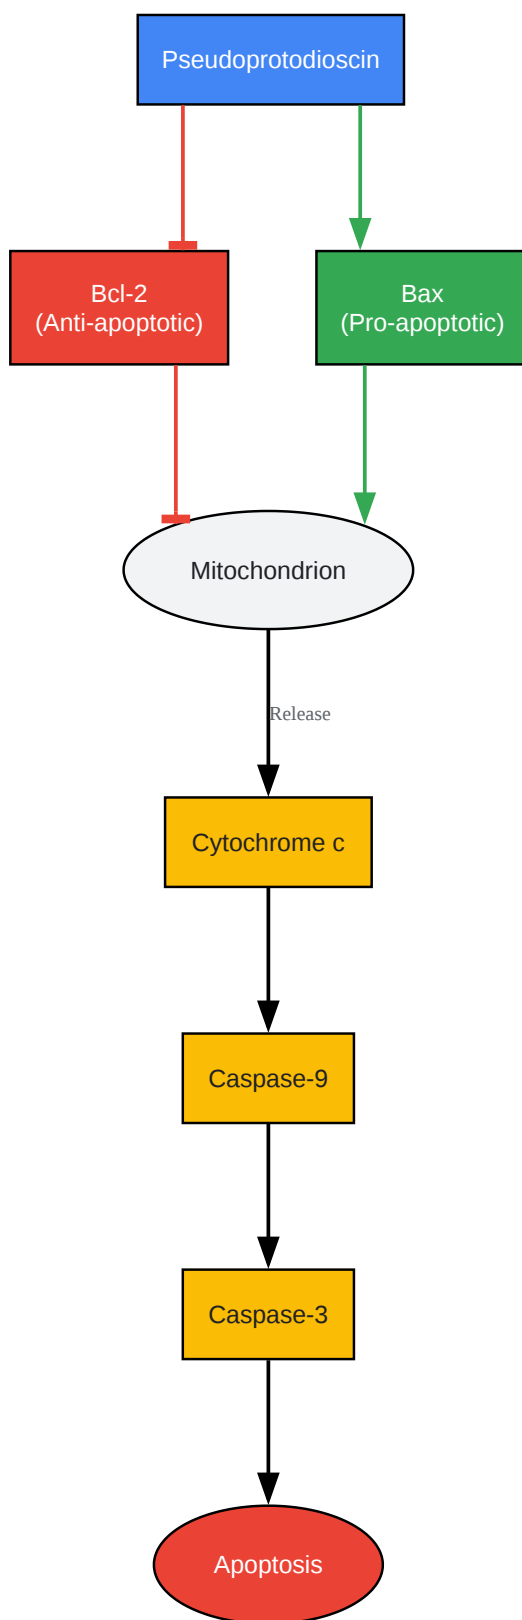 Pseudoprotodioscin
Bcl-2
(Anti-apoptotic)
Bax
(Pro-apoptotic)
Mitochondrion
Release
Cytochrome c
Caspase-9
Caspase-3
Apoptosis